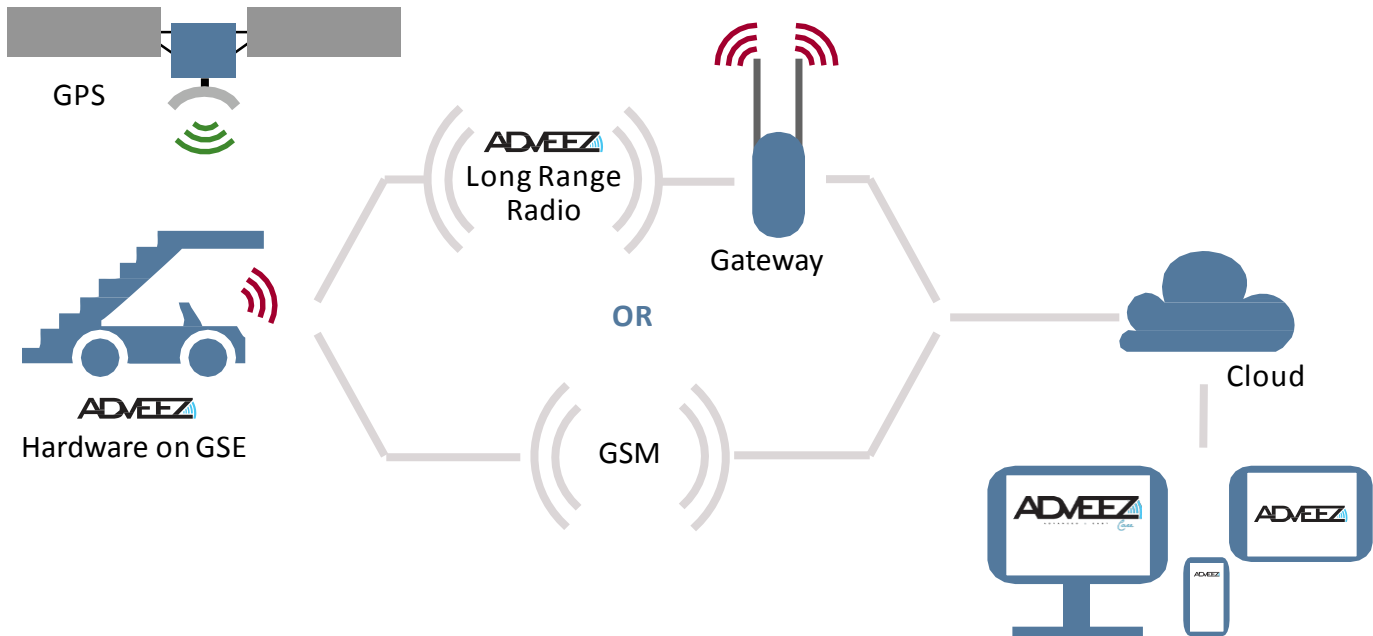 GPS
ADVEEZ
Long Range
Radio
Gateway
OR
ADVEEZ
Hardware on GSE
GSM
Cloud
ADVEEZ
ADVEEZ
ADVEEZ